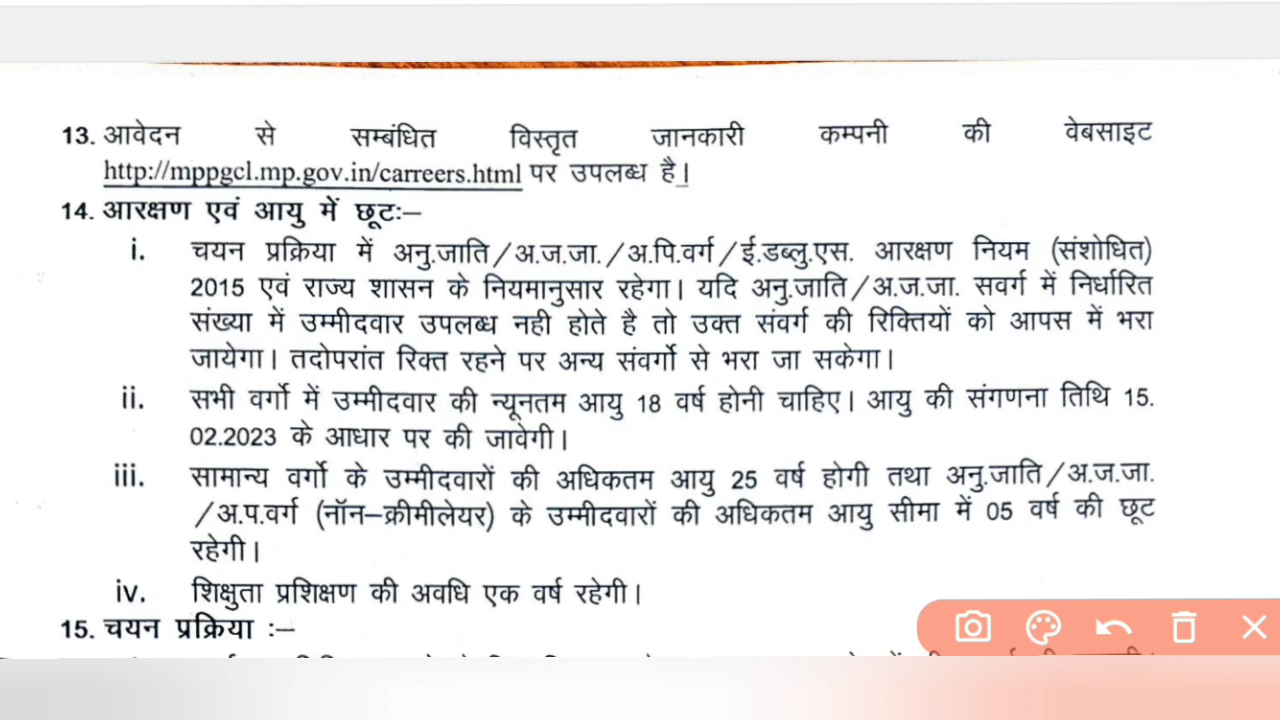 13. आवेदन से सम्बंधित विस्तृत जानकारी कम्पनी की वेबसाइट
http://mppgcl.mp.gov.in/carreers.html पर उपलब्ध है।
14. आरक्षण एवं आयु में छूटः–
i. चयन प्रक्रिया में अनु.जाति/अ.ज.जा./अ.पि.वर्ग/ई.डब्लु.एस. आरक्षण नियम (संशोधित)
2015 एवं राज्य शासन के नियमानुसार रहेगा। यदि अनु.जाति/अ.ज.जा. सवर्ग में निर्धारित
संख्या में उम्मीदवार उपलब्ध नही होते है तो उक्त संवर्ग की रिक्तियों को आपस में भरा
जायेगा। तदोपरांत रिक्त रहने पर अन्य संवर्गो से भरा जा सकेगा।
ii. सभी वर्गो में उम्मीदवार की न्यूनतम आयु 18 वर्ष होनी चाहिए। आयु की संगणना तिथि 15.
02.2023 के आधार पर की जावेगी।
iii. सामान्य वर्गो के उम्मीदवारों की अधिकतम आयु 25 वर्ष होगी तथा अनु.जाति/अ.ज.जा.
/अ.प.वर्ग (नॉन–क्रीमीलेयर) के उम्मीदवारों की अधिकतम आयु सीमा में 05 वर्ष की छूट
रहेगी।
iv. शिक्षुता प्रशिक्षण की अवधि एक वर्ष रहेगी।
15. चयन प्रक्रिया :–